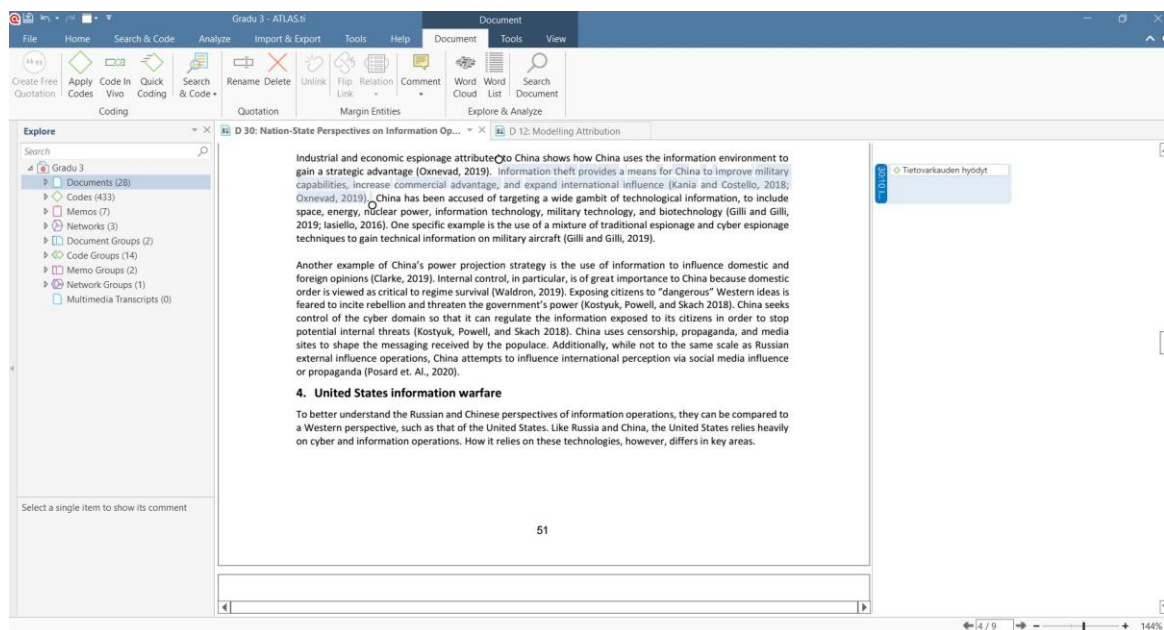 Gradu 3 - ATLAS.ti
Document
File Home Search & Code Analyze Import & Export Tools Help Document Tools View
Create Free Quotation
Apply Codes
Code In Vivo
Quick Coding
Search & Code
Rename
Delete
Unlink
Flip Link
Relation
Comment
Word Cloud
Word List
Search Document
Coding
Quotation
Margin Entities
Explore & Analyze
Explore
D 30: Nation-State Perspectives on Information Op...
D 12: Modelling Attribution
Search
Gradu 3
Documents (28)
Codes (433)
Memos (7)
Networks (3)
Document Groups (2)
Code Groups (14)
Memo Groups (2)
Network Groups (1)
Multimedia Transcripts (0)
Select a single item to show its comment
Industrial and economic espionage attributed to China shows how China uses the information environment to
gain a strategic advantage (Oxnevad, 2019). Information theft provides a means for China to improve military
capabilities, increase commercial advantage, and expand international influence (Kania and Costello, 2018;
Oxnevad, 2019). China has been accused of targeting a wide gambit of technological information, to include
space, energy, nuclear power, information technology, military technology, and biotechnology (Gilli and Gilli,
2019; Iasiello, 2016). One specific example is the use of a mixture of traditional espionage and cyber espionage
techniques to gain technical information on military aircraft (Gilli and Gilli, 2019).
Another example of China's power projection strategy is the use of information to influence domestic and
foreign opinions (Clarke, 2019). Internal control, in particular, is of great importance to China because domestic
order is viewed as critical to regime survival (Waldron, 2019). Exposing citizens to "dangerous" Western ideas is
feared to incite rebellion and threaten the government's power (Kostyuk, Powell, and Skach 2018). China seeks
control of the cyber domain so that it can regulate the information exposed to its citizens in order to stop
potential internal threats (Kostyuk, Powell, and Skach 2018). China uses censorship, propaganda, and media
sites to shape the messaging received by the populace. Additionally, while not to the same scale as Russian
external influence operations, China attempts to influence international perception via social media influence
or propaganda (Posard et. Al., 2020).
4. United States information warfare
To better understand the Russian and Chinese perspectives of information operations, they can be compared to
a Western perspective, such as that of the United States. Like Russia and China, the United States relies heavily
on cyber and information operations. How it relies on these technologies, however, differs in key areas.
51
30:10 I...
Tietovarkauden hyödyt
4 / 9
144%